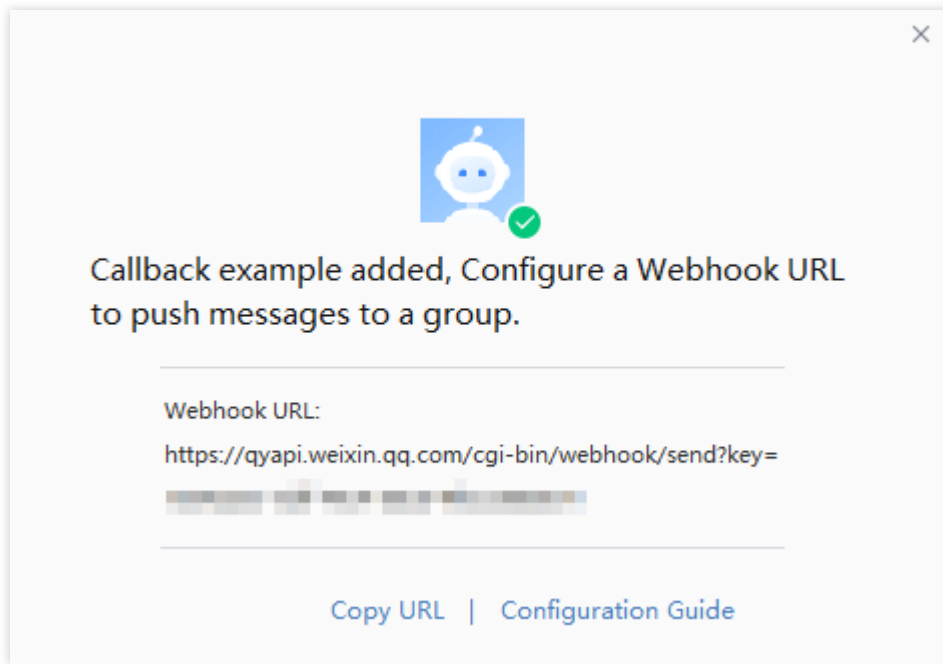 Callback example added, Configure a Webhook URL
to push messages to a group.
Webhook URL:
https://qyapi.weixin.qq.com/cgi-bin/webhook/send?key=
Copy URL | Configuration Guide